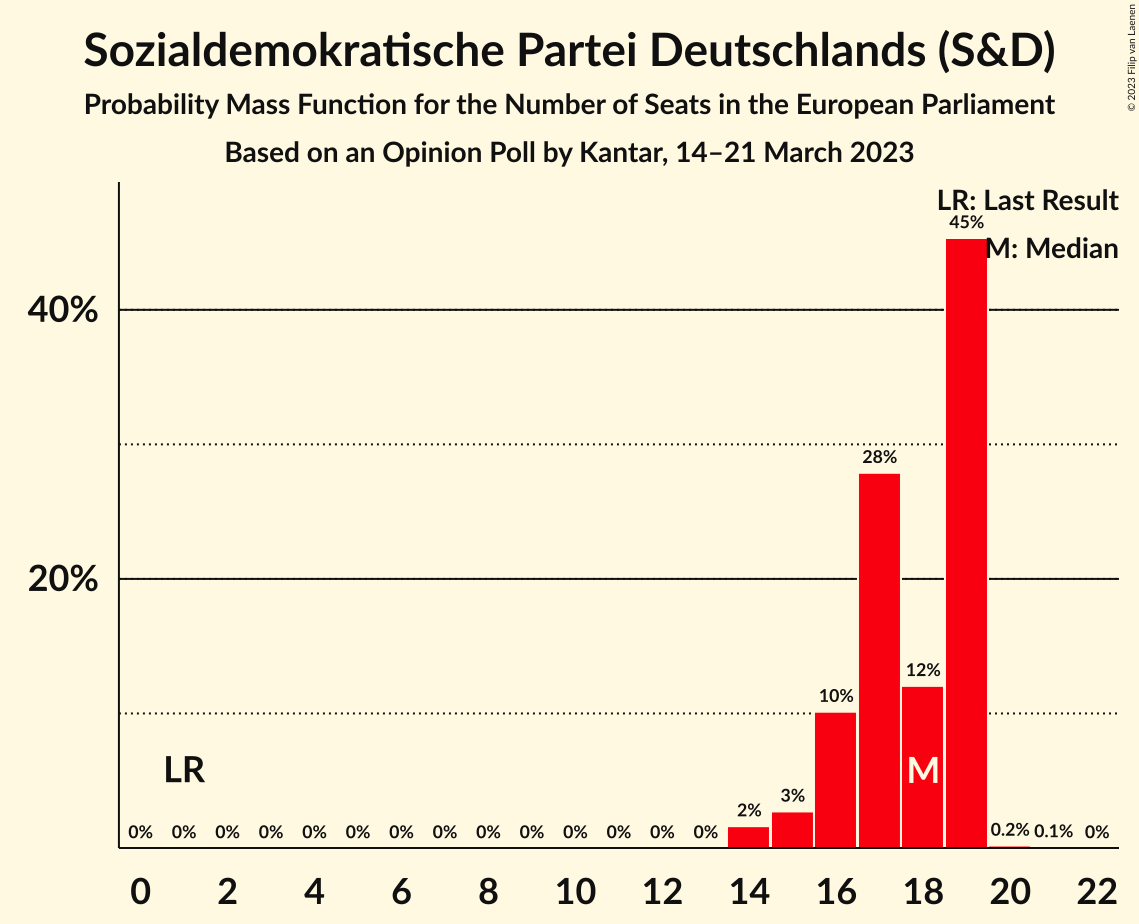 © 2023 Filip van Laenen
Sozialdemokratische Partei Deutschlands (S&D)
Probability Mass Function for the Number of Seats in the European Parliament
Based on an Opinion Poll by Kantar, 14–21 March 2023
LR: Last Result
45%
M: Median
40%
28%
20%
12%
10%
LR
M
3%
2%
0% 0% 0% 0% 0% 0% 0% 0% 0% 0% 0% 0% 0% 0% 0.2% 0.1% 0%
0 2 4 6 8 10 12 14 16 18 20 22